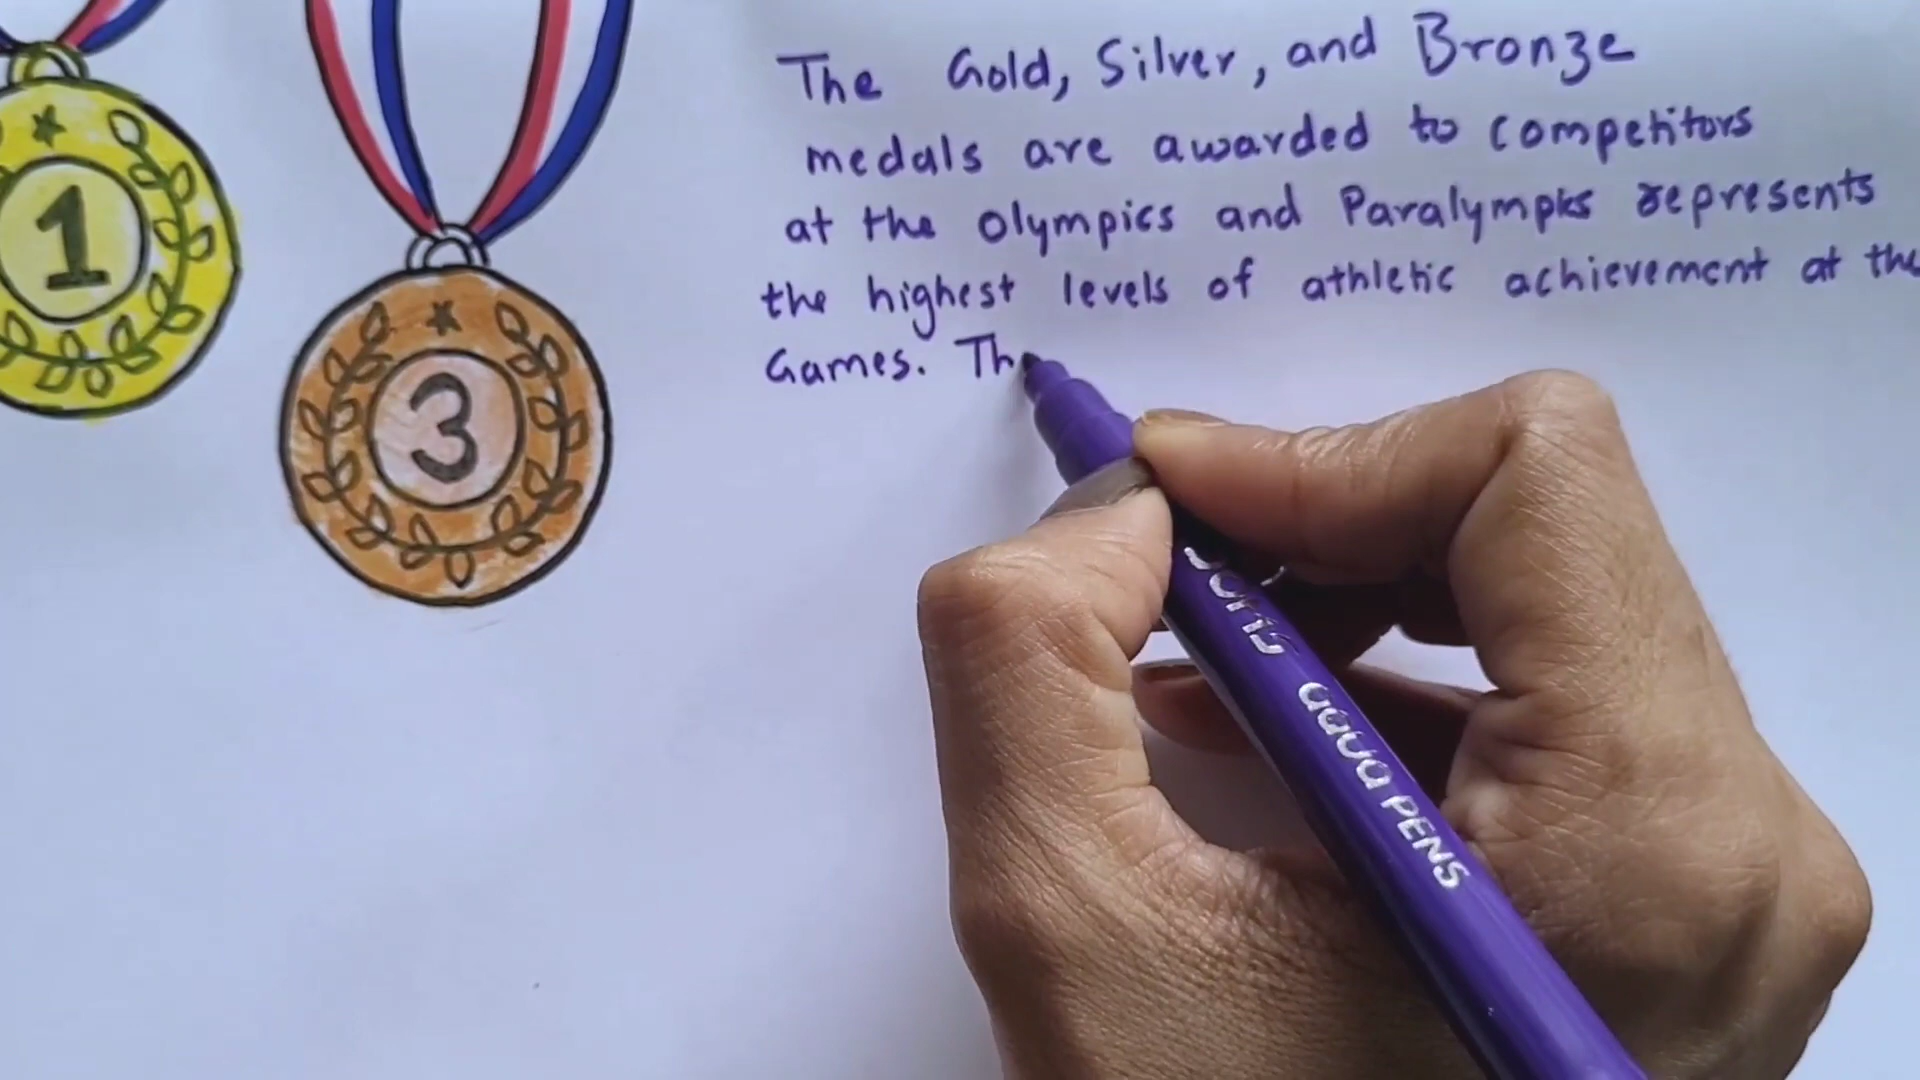 The Gold, Silver, and Bronze
medals are awarded to competitors
at the Olympics and Paralympics represents
the highest levels of athletic achievement at the
Games. Th
1
3
DOMS AQUA PENS